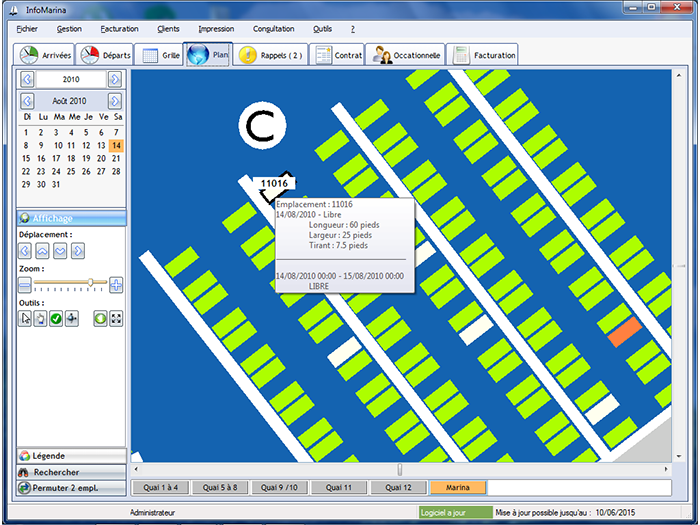 InfoMarina
Fichier Gestion Facturation Clients Impression Consultation Outils ?
Arrivées Départs Grille Plan Rappels ( 2 ) Contrat Occationnelle Facturation
2010
Août 2010
Di Lu Ma Me Je Ve Sa
1 2 3 4 5 6 7
8 9 10 11 12 13 14
15 16 17 18 19 20 21
22 23 24 25 26 27 28
29 30 31
Affichage
Déplacement :
Zoom :
Outils :
C
11016
Emplacement : 11016
14/08/2010 - Libre
Longueur : 60 pieds
Largeur : 25 pieds
Tirant : 7.5 pieds
14/08/2010 00:00 - 15/08/2010 00:00
LIBRE
Légende
Rechercher
Permuter 2 empl.
Quai 1 à 4 Quai 5 à 8 Quai 9 /10 Quai 11 Quai 12 Marina
Administrateur Logiciel a jour Mise à jour possible jusqu'au : 10/06/2015